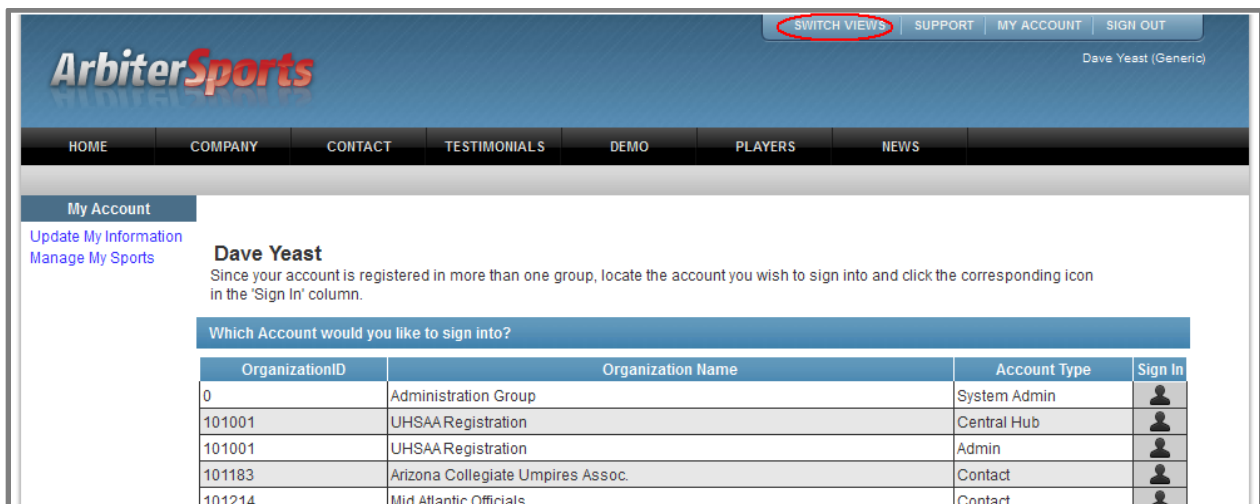 SWITCH VIEWS SUPPORT MY ACCOUNT SIGN OUT
ArbiterSports
Dave Yeast (Generic)
HOME COMPANY CONTACT TESTIMONIALS DEMO PLAYERS NEWS
My Account
Update My Information
Manage My Sports
Dave Yeast
Since your account is registered in more than one group, locate the account you wish to sign into and click the corresponding icon
in the 'Sign In' column.
Which Account would you like to sign into?
OrganizationID Organization Name Account Type Sign In
0 Administration Group System Admin
101001 UHSAA Registration Central Hub
101001 UHSAA Registration Admin
101183 Arizona Collegiate Umpires Assoc. Contact
101214 Mid Atlantic Officials Contact